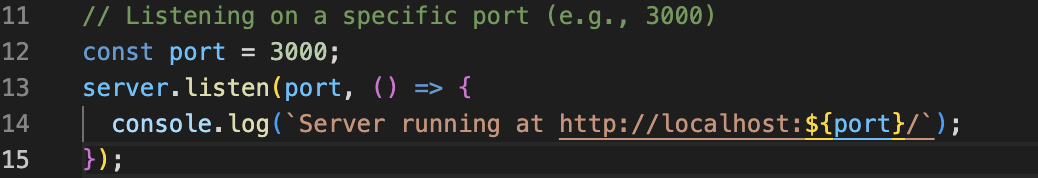 11 // Listening on a specific port (e.g., 3000)
12 const port = 3000;
13 server.listen(port, () => {
14   console.log(`Server running at http://localhost:${port}/`);
15 });